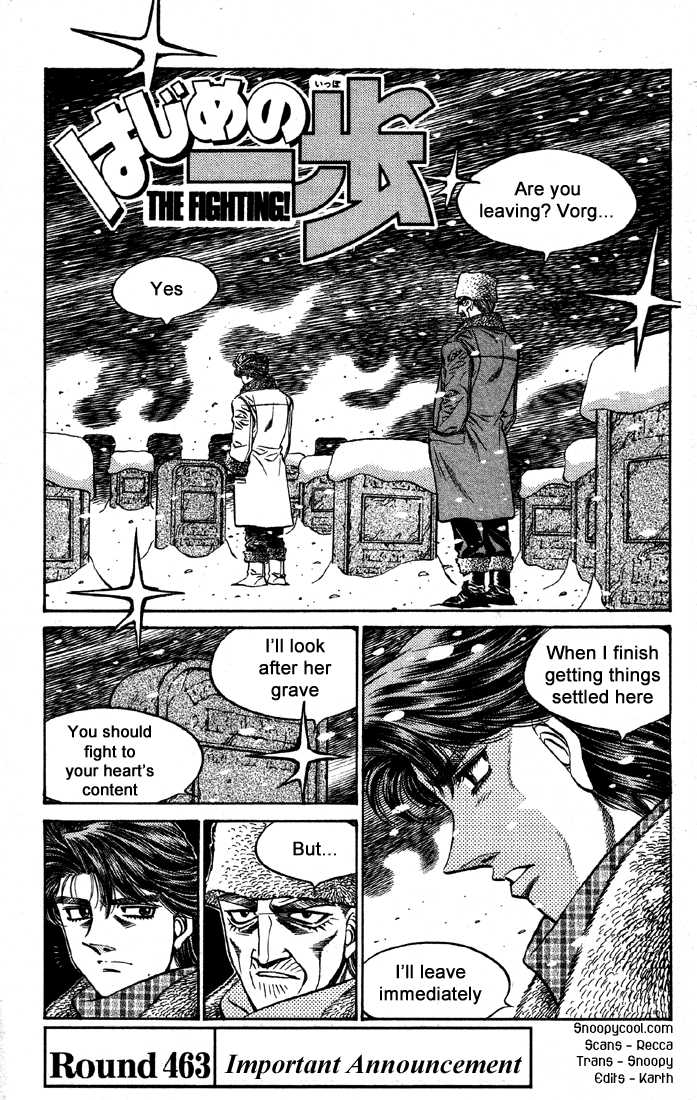 いっぽ
はじめの一歩
THE FIGHTING!
Are you
leaving? Vorg...
Yes
When I finish
getting things
settled here
I'll leave
immediately
I'll look
after her
grave
You should
fight to
your heart's
content
But...
Round 463
Important Announcement
Snoopycool.com
Scans - Recca
Trans - Snoopy
Edits - Karth